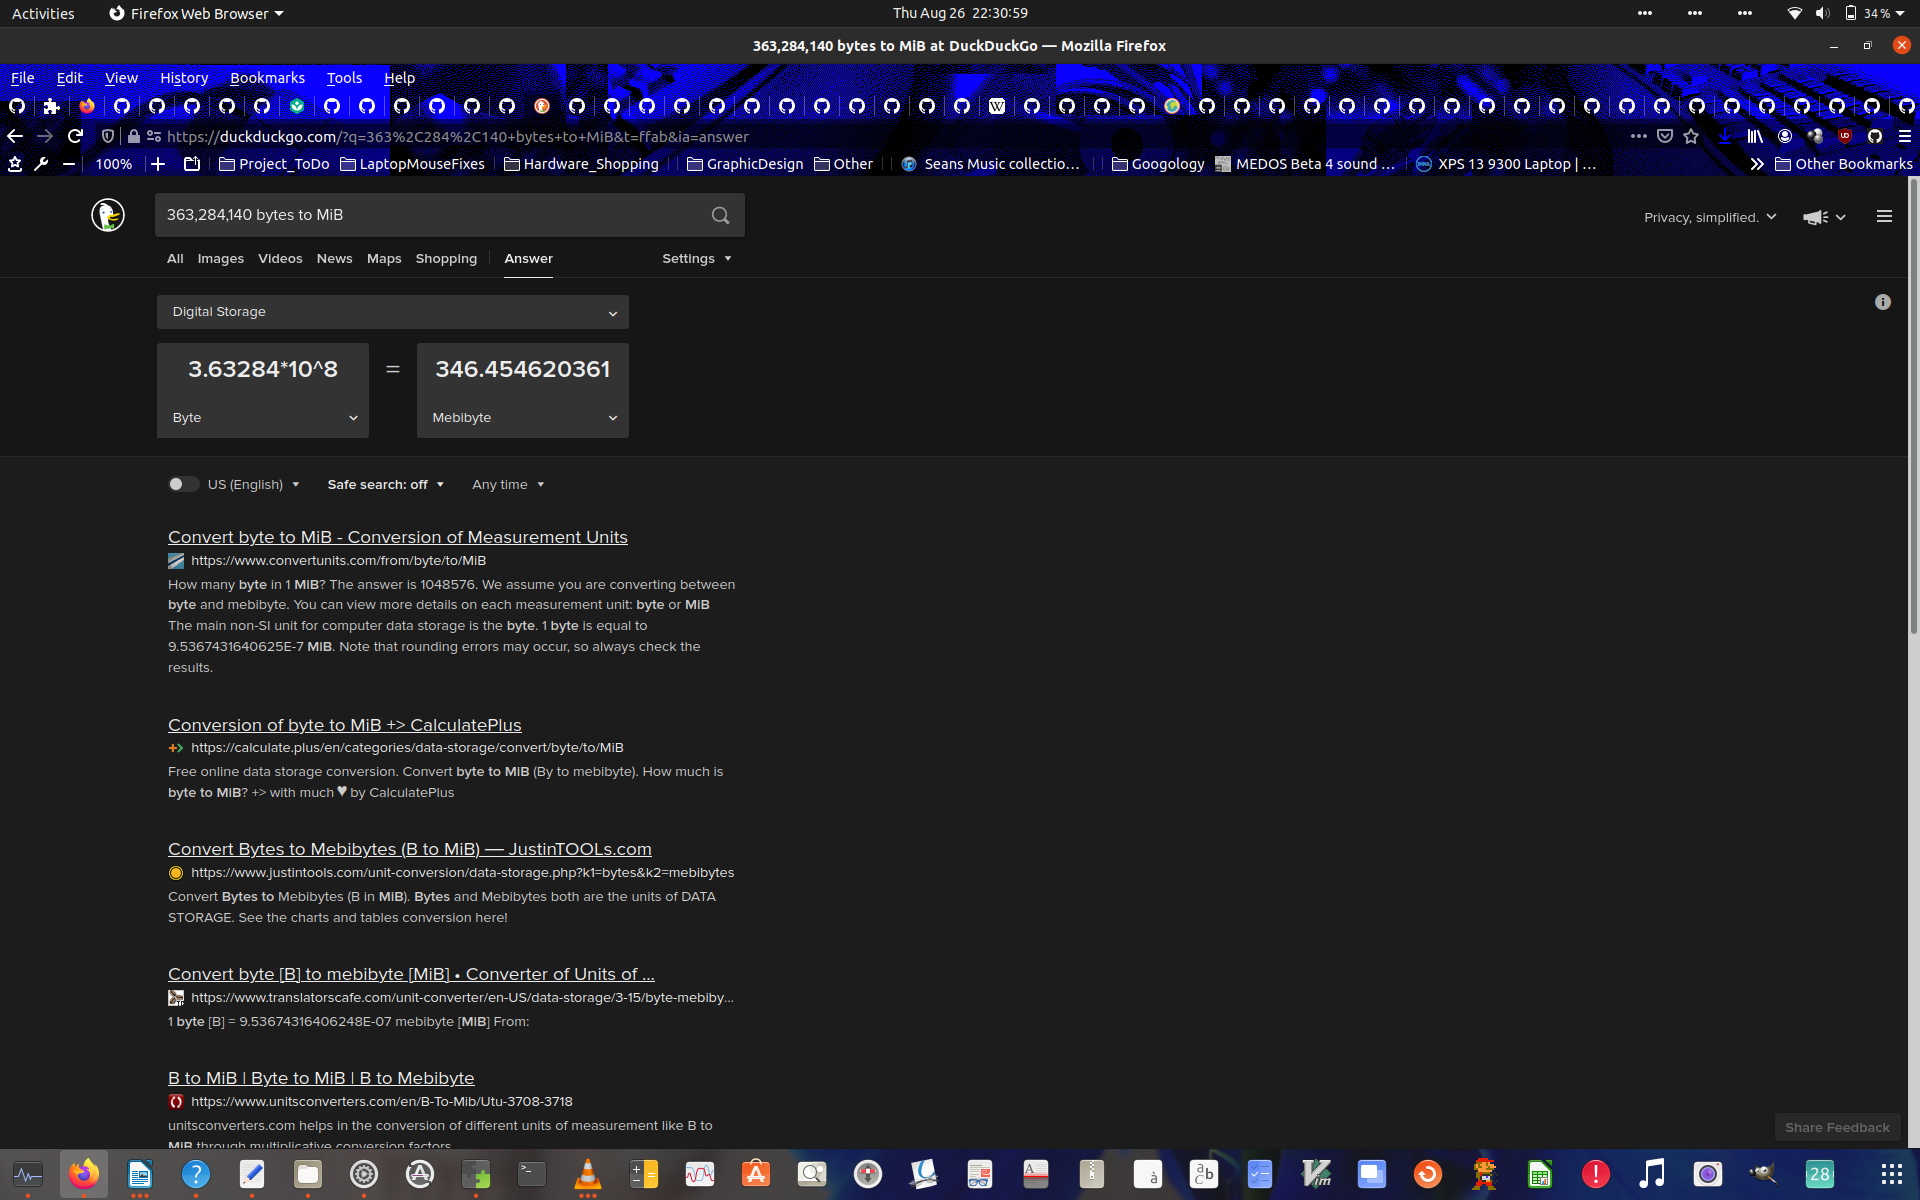 Activities
Firefox Web Browser
Thu Aug 26  22:30:59
34 %
363,284,140 bytes to MiB at DuckDuckGo — Mozilla Firefox
File Edit View History Bookmarks Tools Help
https://duckduckgo.com/?q=363%2C284%2C140+bytes+to+MiB&t=ffab&ia=answer
100% Project_ToDo LaptopMouseFixes Hardware_Shopping GraphicDesign Other Seans Music collectio… Googology MEDOS Beta 4 sound … XPS 13 9300 Laptop | … Other Bookmarks
363,284,140 bytes to MiB
Privacy, simplified.
All Images Videos News Maps Shopping Answer Settings
Digital Storage
3.63284*10^8 = 346.454620361
Byte Mebibyte
US (English) Safe search: off Any time
Convert byte to MiB - Conversion of Measurement Units
https://www.convertunits.com/from/byte/to/MiB
How many byte in 1 MiB? The answer is 1048576. We assume you are converting between
byte and mebibyte. You can view more details on each measurement unit: byte or MiB
The main non-SI unit for computer data storage is the byte. 1 byte is equal to
9.5367431640625E-7 MiB. Note that rounding errors may occur, so always check the
results.
Conversion of byte to MiB +> CalculatePlus
https://calculate.plus/en/categories/data-storage/convert/byte/to/MiB
Free online data storage conversion. Convert byte to MiB (By to mebibyte). How much is
byte to MiB? +> with much ♥ by CalculatePlus
Convert Bytes to Mebibytes (B to MiB) — JustinTOOLs.com
https://www.justintools.com/unit-conversion/data-storage.php?k1=bytes&k2=mebibytes
Convert Bytes to Mebibytes (B in MiB). Bytes and Mebibytes both are the units of DATA
STORAGE. See the charts and tables conversion here!
Convert byte [B] to mebibyte [MiB] • Converter of Units of ...
https://www.translatorscafe.com/unit-converter/en-US/data-storage/3-15/byte-mebiby...
1 byte [B] = 9.53674316406248E-07 mebibyte [MiB] From:
B to MiB | Byte to MiB | B to Mebibyte
https://www.unitsconverters.com/en/B-To-Mib/Utu-3708-3718
unitsconverters.com helps in the conversion of different units of measurement like B to
MiB through multiplicative conversion factors.
Share Feedback
28